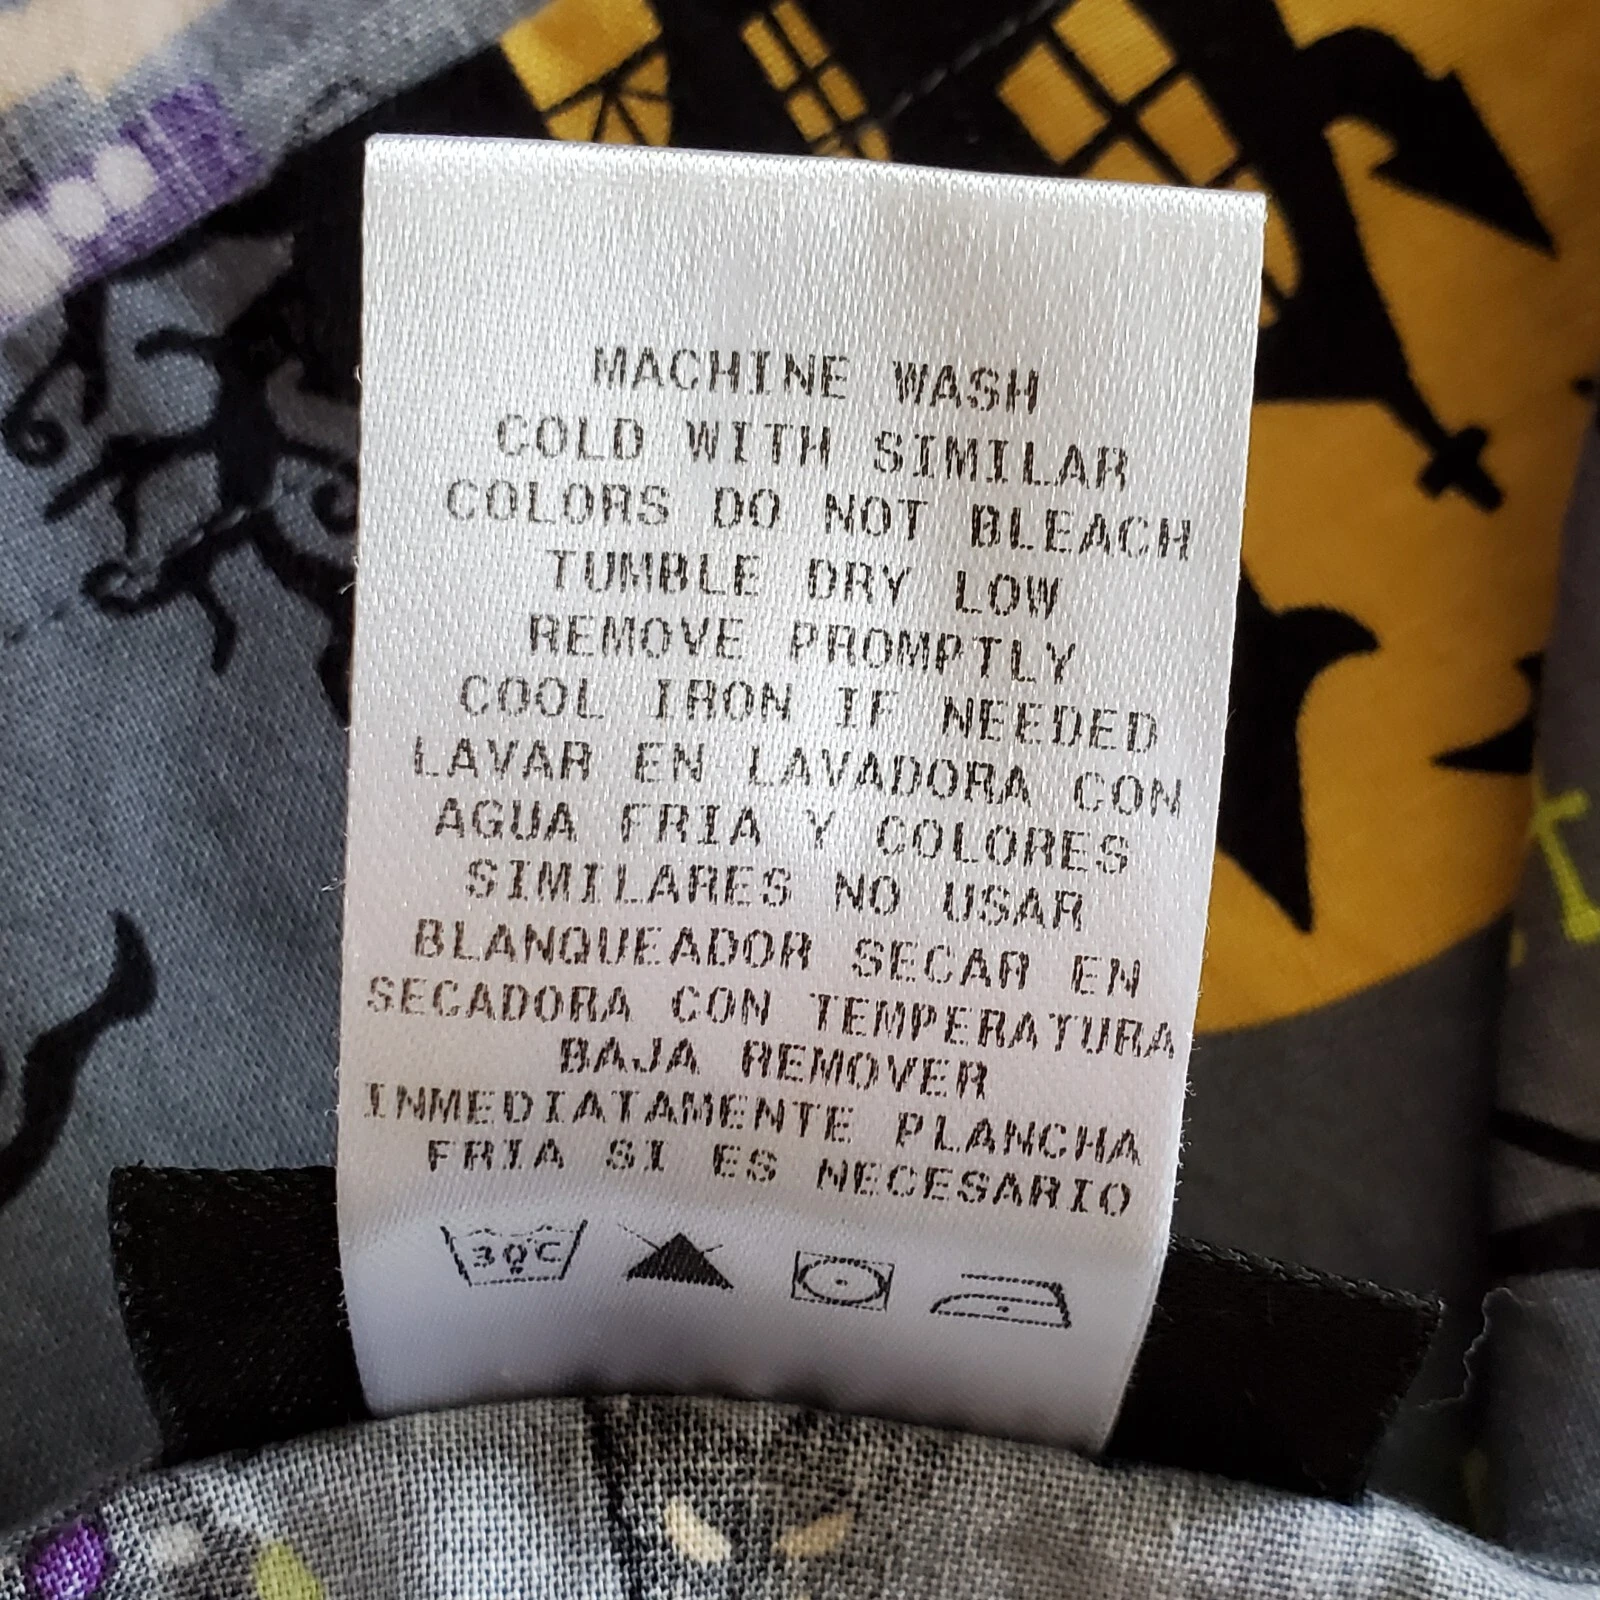 MACHINE WASH
COLD WITH SIMILAR
COLORS DO NOT BLEACH
TUMBLE DRY LOW
REMOVE PROMPTLY
COOL IRON IF NEEDED
LAVAR EN LAVADORA CON
AGUA FRIA Y COLORES
SIMILARES NO USAR
BLANQUEADOR SECAR EN
SECADORA CON TEMPERATURA
BAJA REMOVER
INMEDIATAMENTE PLANCHA
FRIA SI ES NECESARIO
30°C